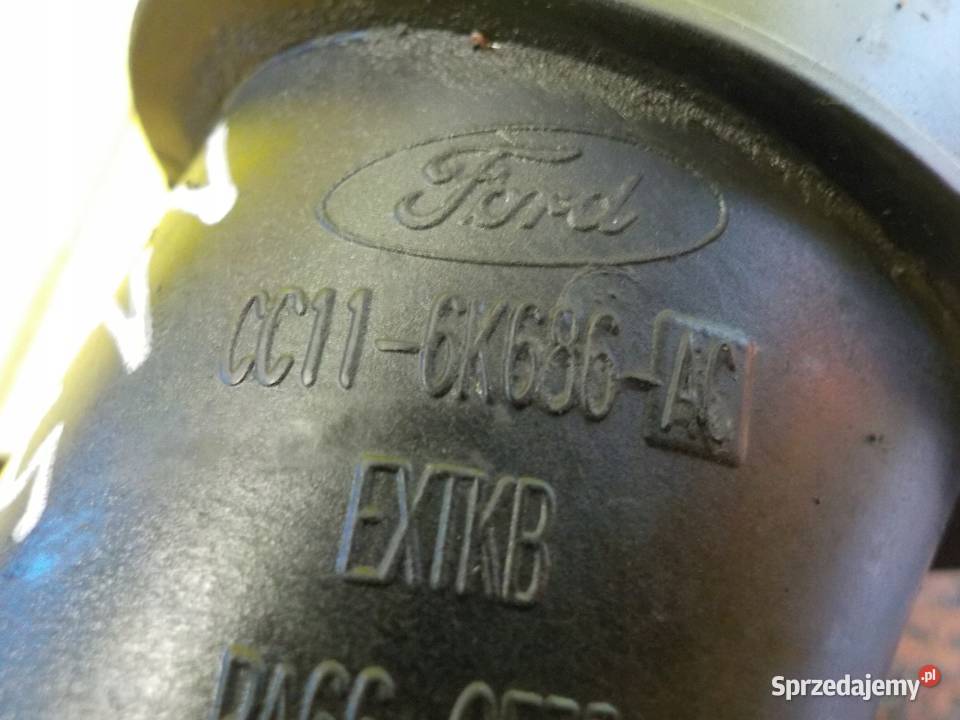 Ford
CC11-6K686-AC
EXTKB
Sprzedajemy.pl